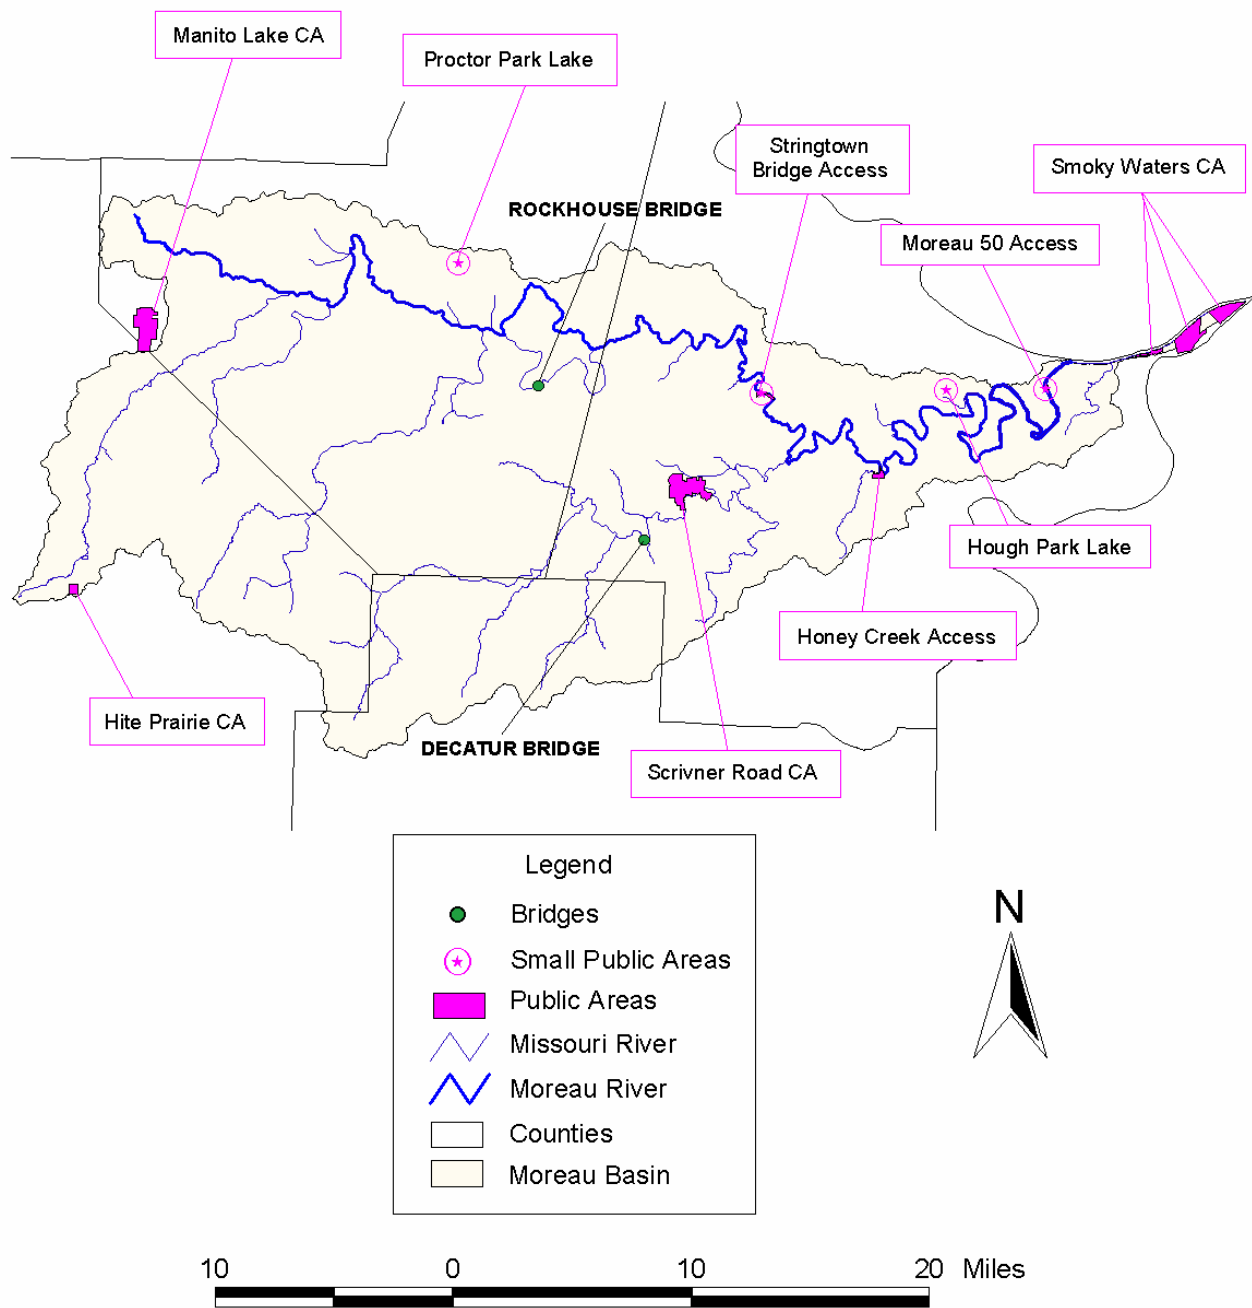 Manito Lake CA
Proctor Park Lake
Stringtown
Bridge Access
Smoky Waters CA
ROCKHOUSE BRIDGE
Moreau 50 Access
Hough Park Lake
Honey Creek Access
Hite Prairie CA
DECATUR BRIDGE
Scrivner Road CA
Legend
Bridges
Small Public Areas
Public Areas
Missouri River
Moreau River
Counties
Moreau Basin
N
10 0 10 20 Miles